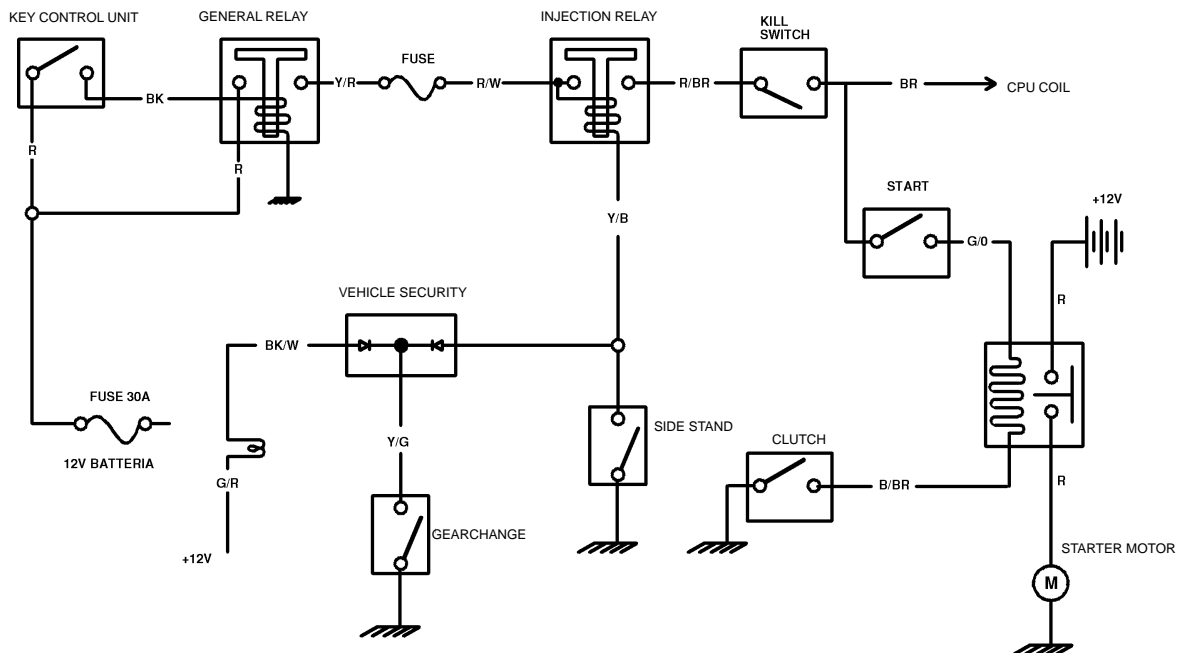 KEY CONTROL UNIT
GENERAL RELAY
INJECTION RELAY
KILL
SWITCH
FUSE
Y/R
R/W
R/BR
BR
CPU COIL
BK
R
R
START
+12V
Y/B
G/0
R
VEHICLE SECURITY
BK/W
FUSE 30A
12V BATTERIA
Y/G
G/R
SIDE STAND
CLUTCH
B/BR
R
GEARCHANGE
+12V
STARTER MOTOR
M